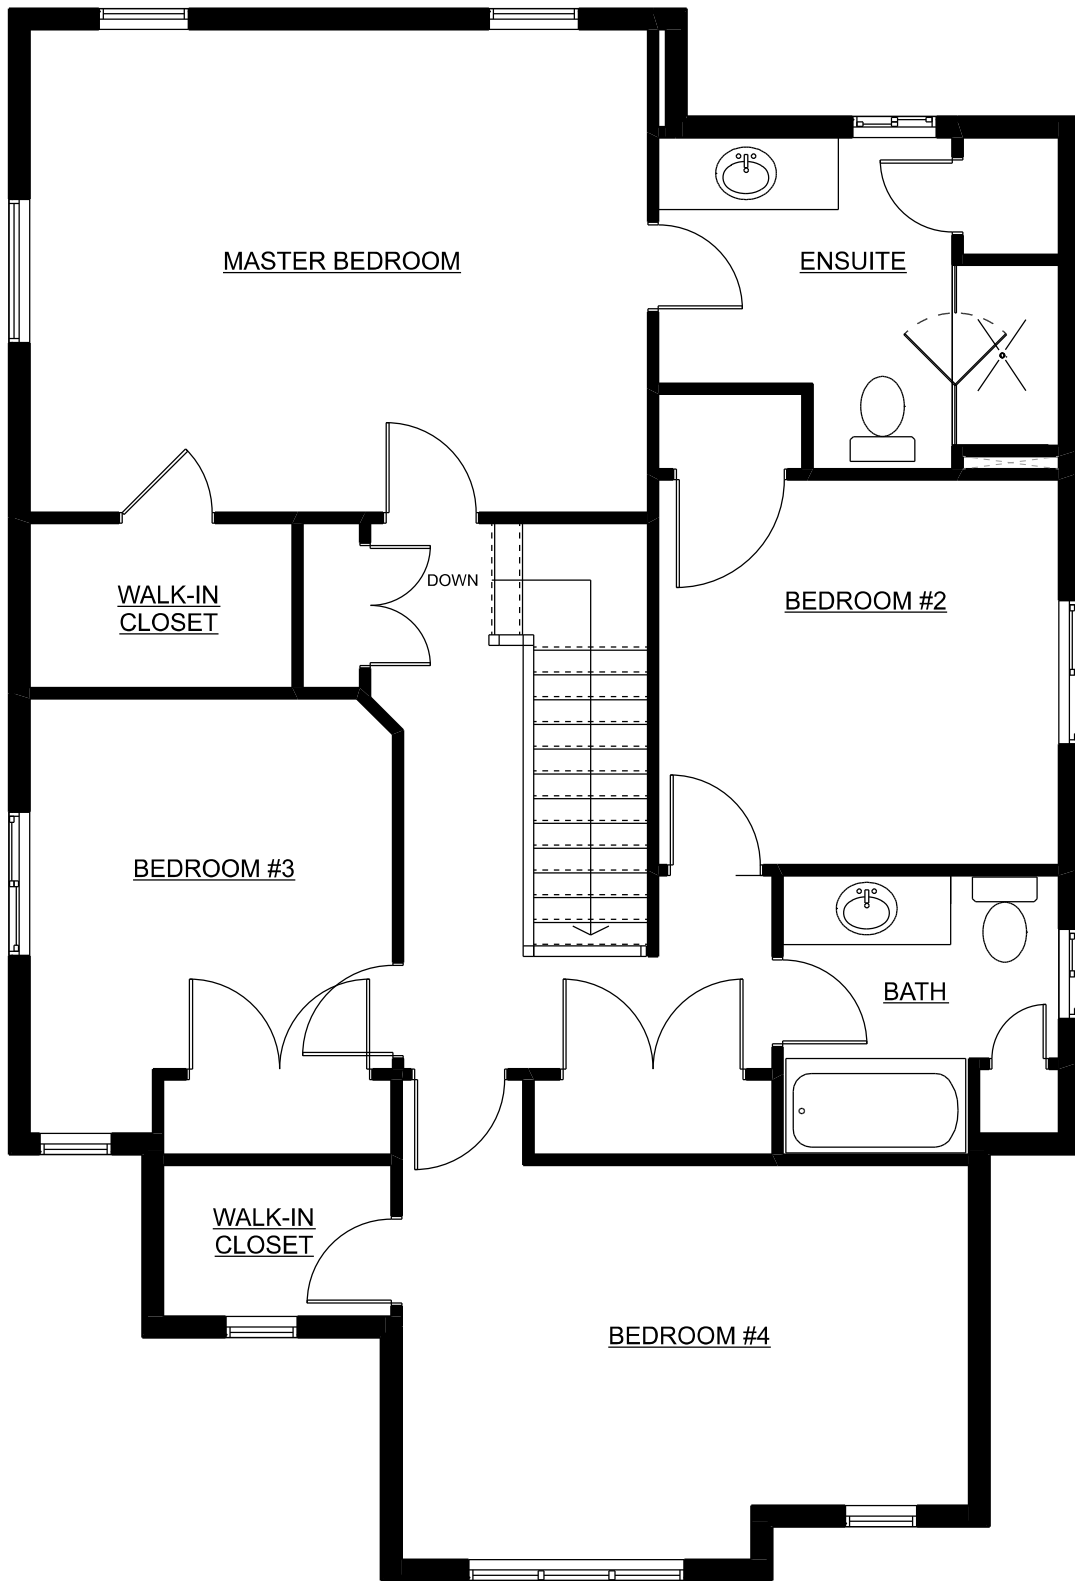 MASTER BEDROOM
ENSUITE
DOWN
WALK-IN
CLOSET
BEDROOM #2
BEDROOM #3
BATH
WALK-IN
CLOSET
BEDROOM #4